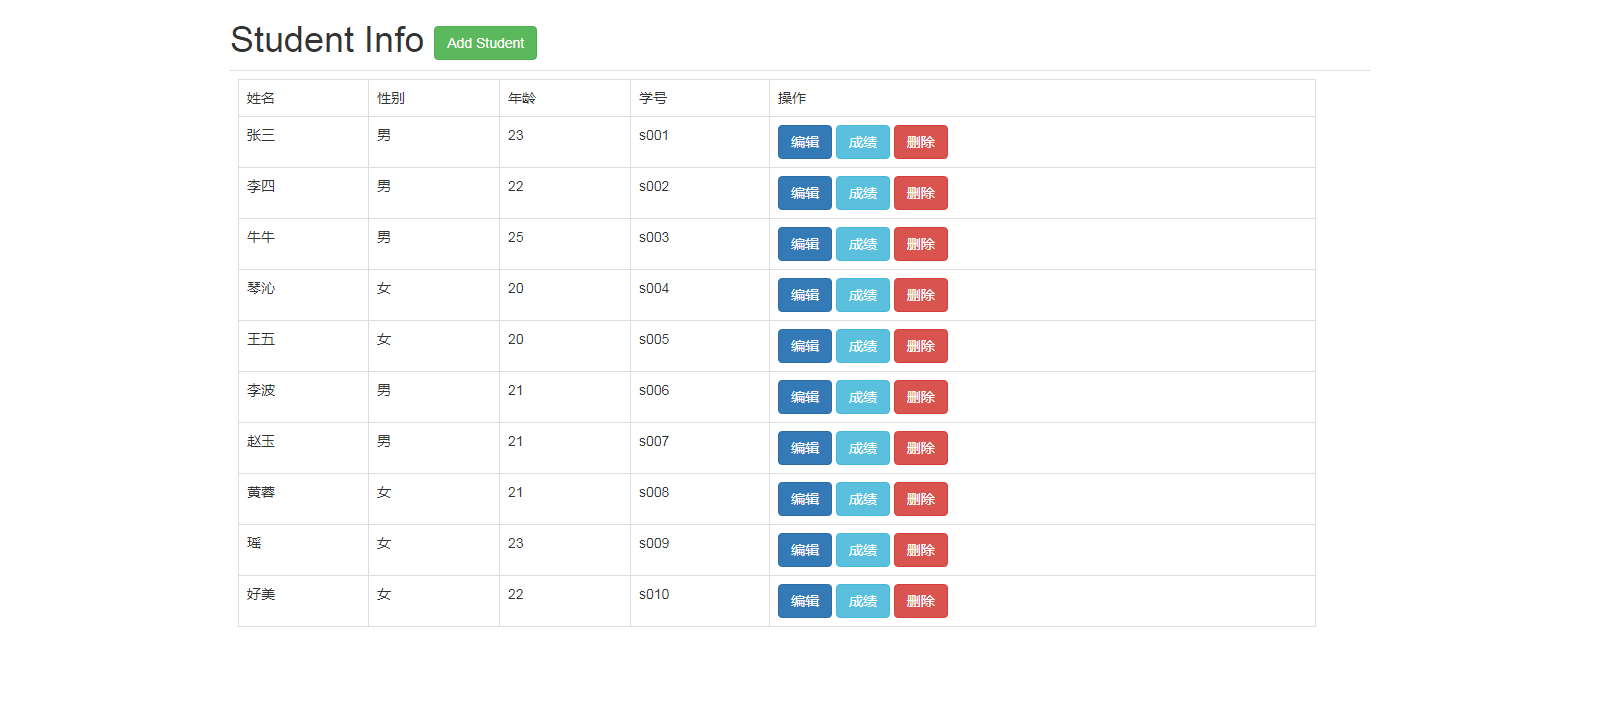 Student Info Add Student
姓名 性别 年龄 学号 操作
张三 男 23 s001 编辑 成绩 删除
李四 男 22 s002 编辑 成绩 删除
牛牛 男 25 s003 编辑 成绩 删除
琴沁 女 20 s004 编辑 成绩 删除
王五 女 20 s005 编辑 成绩 删除
李波 男 21 s006 编辑 成绩 删除
赵玉 男 21 s007 编辑 成绩 删除
黄蓉 女 21 s008 编辑 成绩 删除
瑶 女 23 s009 编辑 成绩 删除
好美 女 22 s010 编辑 成绩 删除